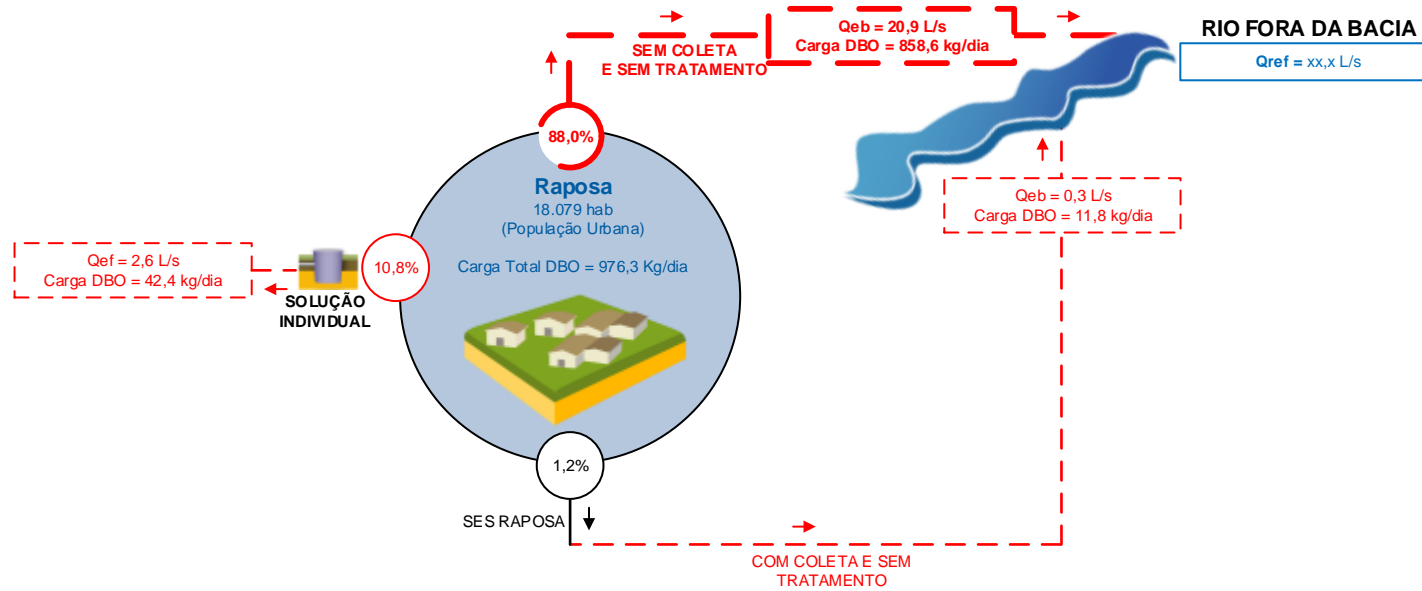 Qeb = 20,9 L/s
Carga DBO = 858,6 kg/dia
SEM COLETA
E SEM TRATAMENTO
RIO FORA DA BACIA
Qref = xx,x L/s
88,0%
Raposa
18.079 hab
(População Urbana)
Carga Total DBO = 976,3 Kg/dia
Qeb = 0,3 L/s
Carga DBO = 11,8 kg/dia
Qef = 2,6 L/s
Carga DBO = 42,4 kg/dia
10,8%
SOLUÇÃO
INDIVIDUAL
1,2%
SES RAPOSA
COM COLETA E SEM
TRATAMENTO